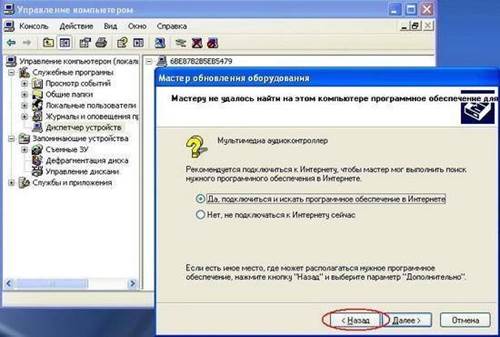 Управление компьютером
Консоль Действие Вид Окно Справка
Управление компьютером (локаль
Служебные программы
Просмотр событий
Общие папки
Локальные пользователи
Журналы и оповещения пр
Диспетчер устройств
Запоминающие устройства
Съемные ЗУ
Дефрагментация диска
Управление дисками
Службы и приложения
6BE87B2B5EB5479
Мастер обновления оборудования
Мастеру не удалось найти на этом компьютере программное обеспечение для
Мультимедиа аудиоконтроллер
Рекомендуется подключиться к Интернету, чтобы мастер мог выполнить поиск
нужного программного обеспечения в Интернете.
Да, подключиться и искать программное обеспечение в Интернете
Нет, не подключаться к Интернету сейчас
Если есть иное место, где может располагаться нужное программное
обеспечение, нажмите кнопку "Назад" и выберите параметр "Дополнительно".
< Назад Далее > Отмена